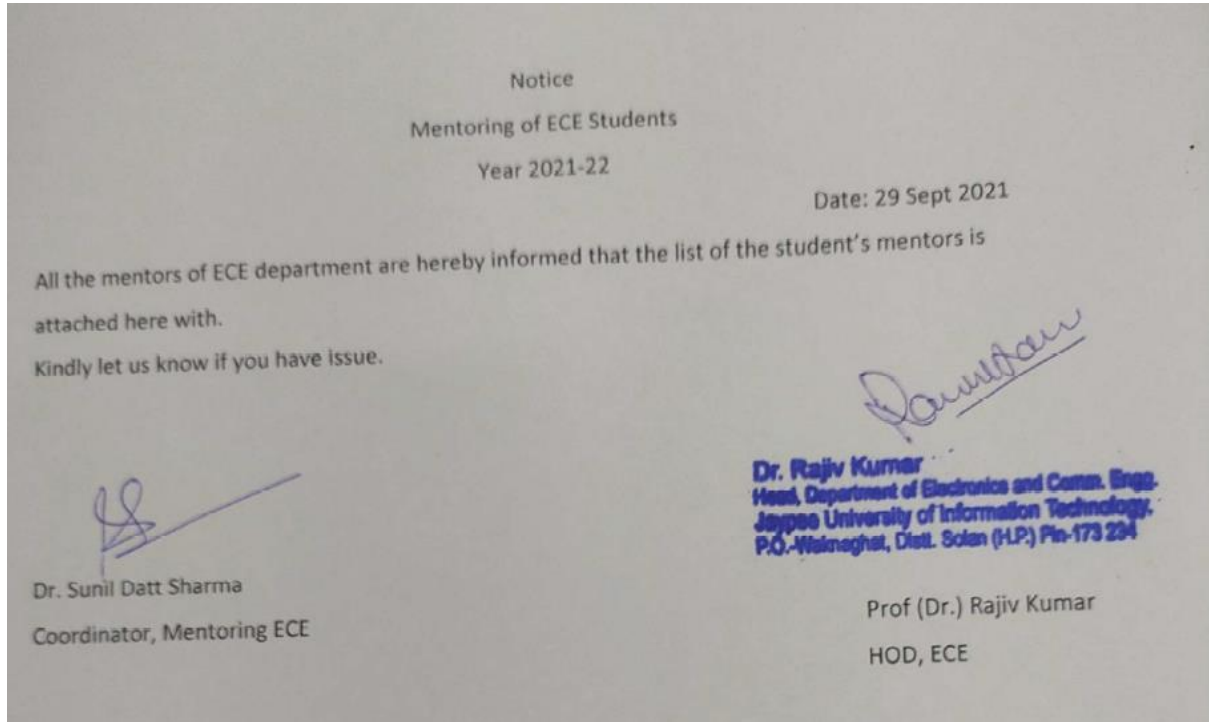 Notice
Mentoring of ECE Students
Year 2021-22
Date: 29 Sept 2021
All the mentors of ECE department are hereby informed that the list of the student's mentors is
attached here with.
Kindly let us know if you have issue.
Dr. Rajiv Kumar
Head, Department of Electronics and Comm. Engg.
Jaypee University of Information Technology,
P.O.-Waknaghat, Distt. Solan (H.P.) Pin-173 234
Dr. Sunil Datt Sharma
Coordinator, Mentoring ECE
Prof (Dr.) Rajiv Kumar
HOD, ECE